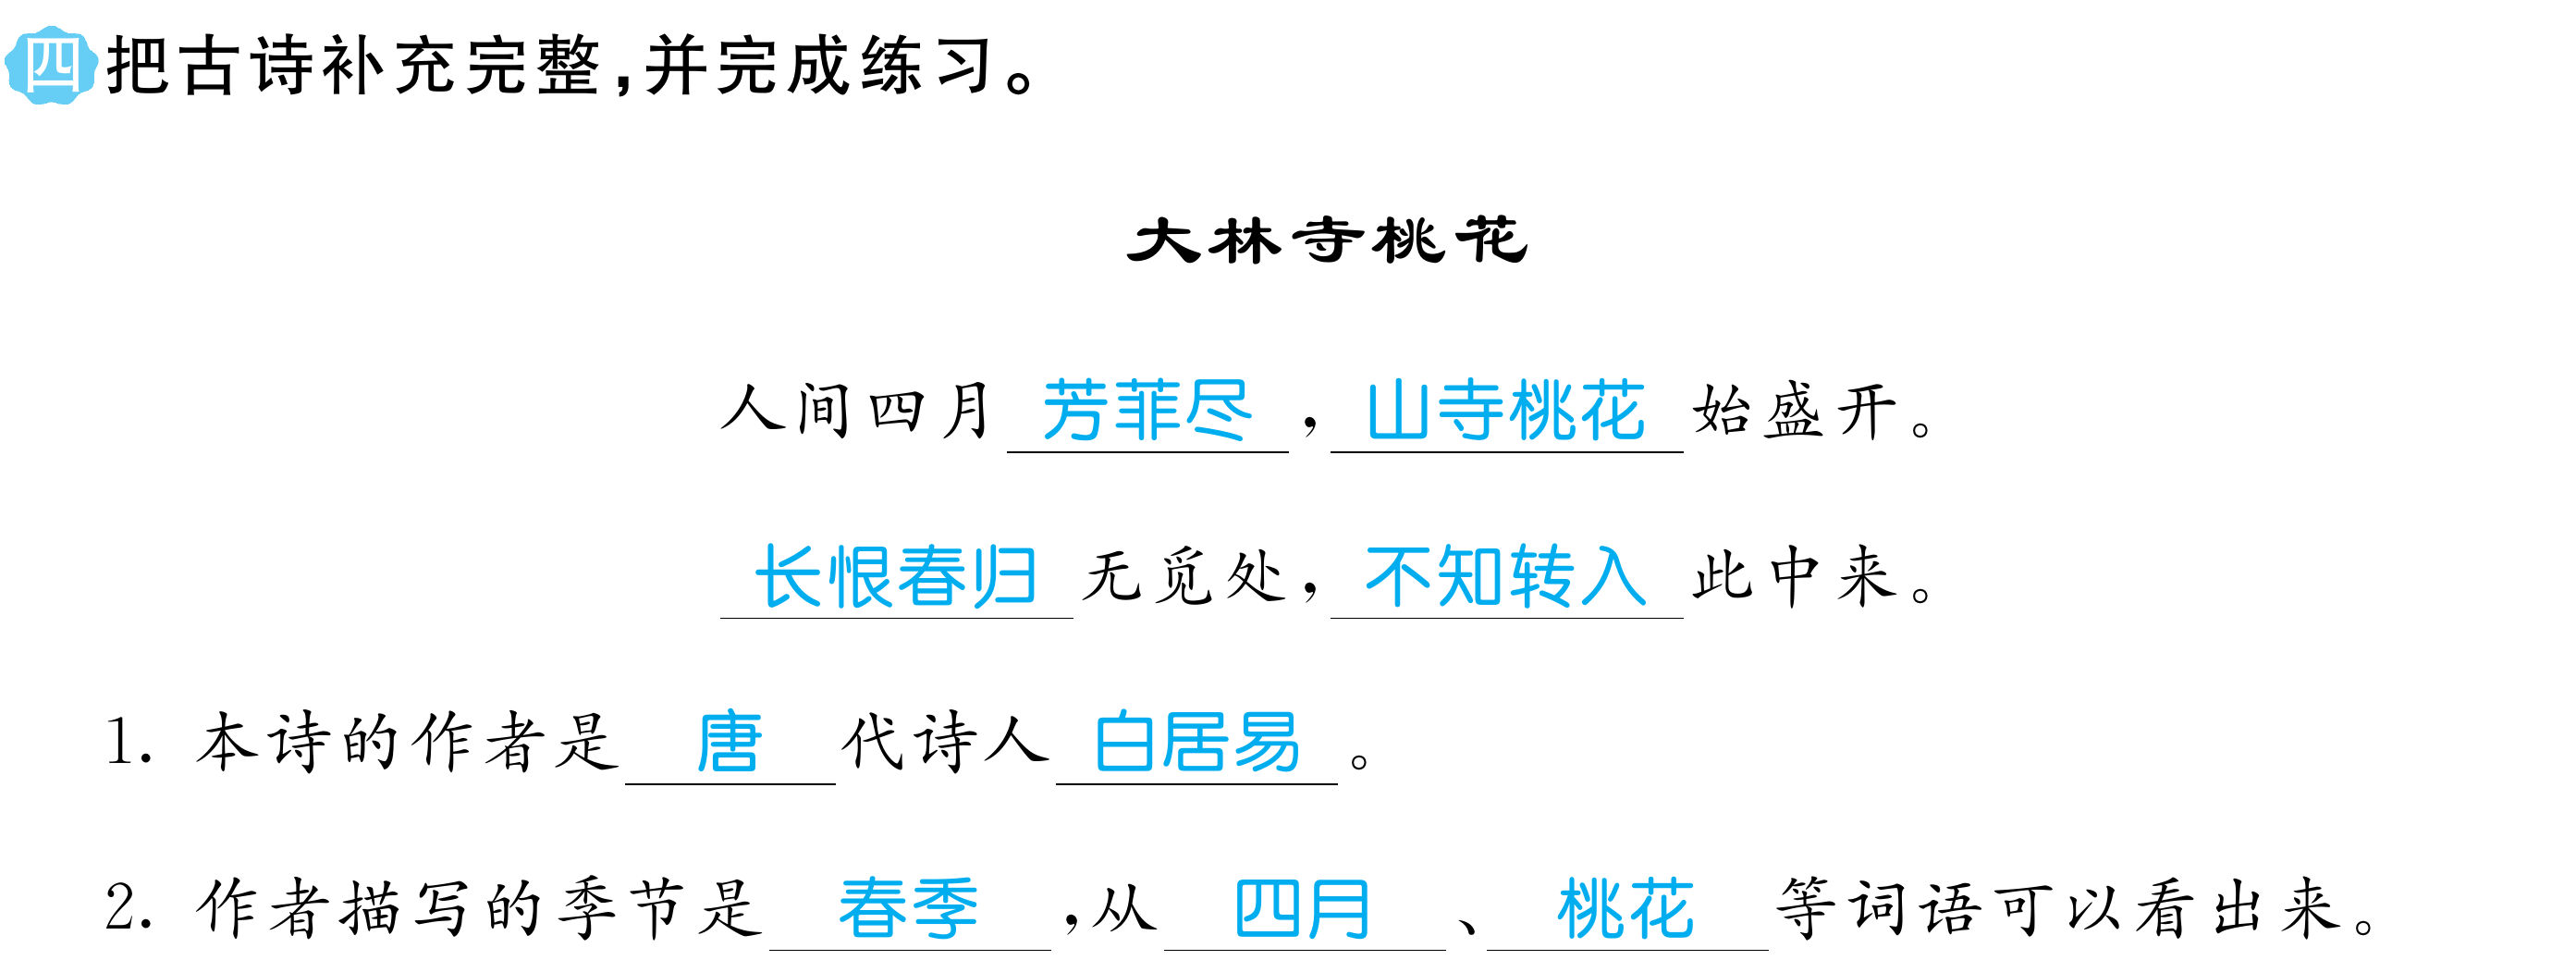 四 把古诗补充完整,并完成练习。
大林寺桃花
人间四月芳菲尽,山寺桃花始盛开。
长恨春归无觅处,不知转入此中来。
1. 本诗的作者是唐代诗人白居易。
2. 作者描写的季节是春季,从四月、桃花等词语可以看出来。